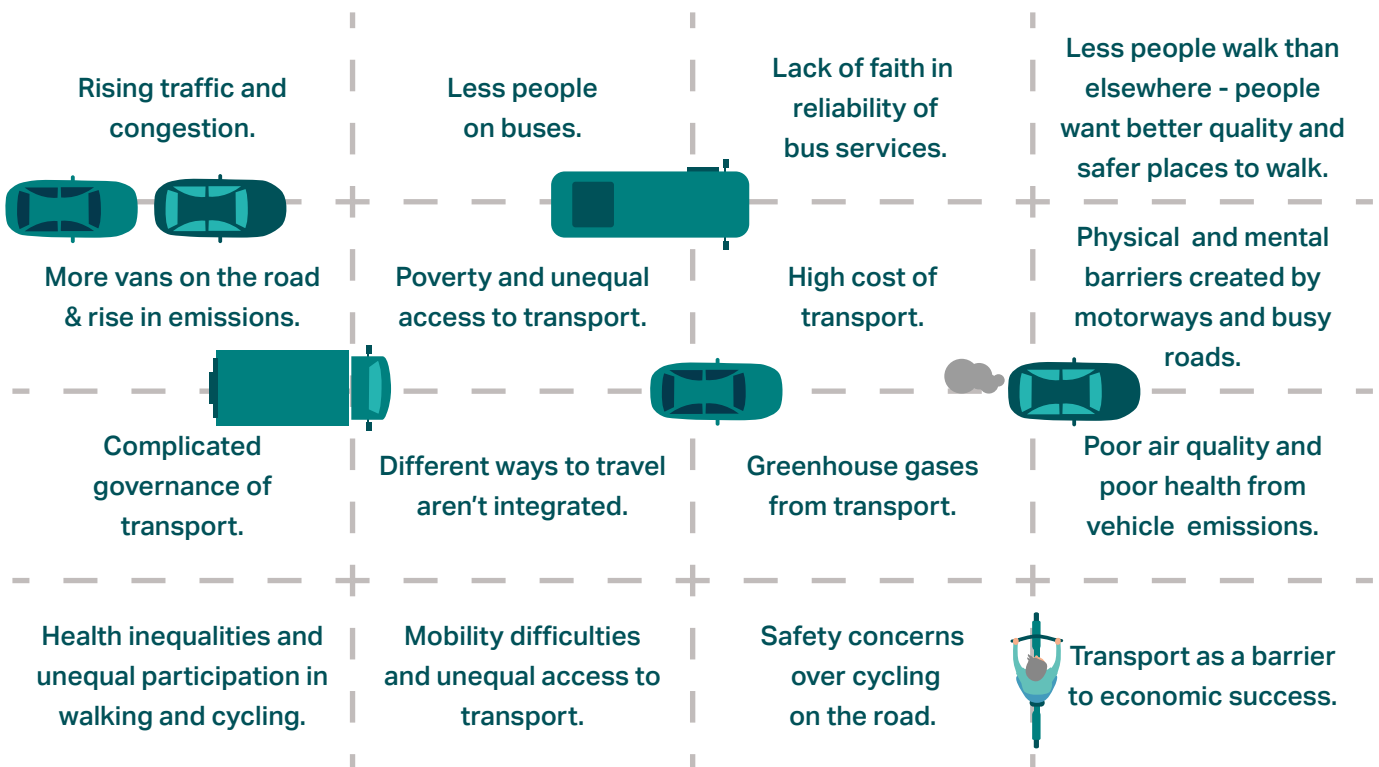 Rising traffic and
congestion.
Less people
on buses.
Lack of faith in
reliability of
bus services.
Less people walk than
elsewhere - people
want better quality and
safer places to walk.
More vans on the road
& rise in emissions.
Poverty and unequal
access to transport.
High cost of
transport.
Physical and mental
barriers created by
motorways and busy
roads.
Complicated
governance of
transport.
Different ways to travel
aren't integrated.
Greenhouse gases
from transport.
Poor air quality and
poor health from
vehicle emissions.
Health inequalities and
unequal participation in
walking and cycling.
Mobility difficulties
and unequal access to
transport.
Safety concerns
over cycling
on the road.
Transport as a barrier
to economic success.